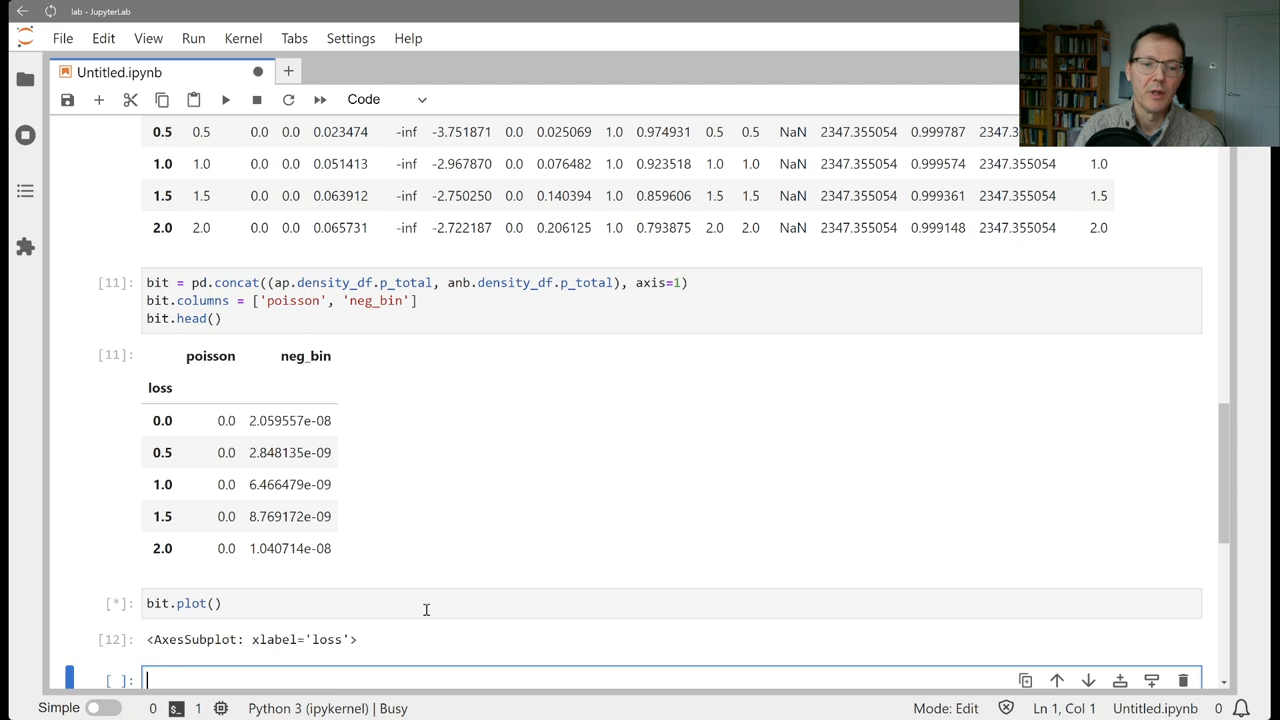 lab - JupyterLab
File Edit View Run Kernel Tabs Settings Help
Untitled.ipynb
Code
0.5 0.5 0.0 0.0 0.023474 -inf -3.751871 0.0 0.025069 1.0 0.974931 0.5 0.5 NaN 2347.355054 0.999787 2347.3
1.0 1.0 0.0 0.0 0.051413 -inf -2.967870 0.0 0.076482 1.0 0.923518 1.0 1.0 NaN 2347.355054 0.999574 2347.355054 1.0
1.5 1.5 0.0 0.0 0.063912 -inf -2.750250 0.0 0.140394 1.0 0.859606 1.5 1.5 NaN 2347.355054 0.999361 2347.355054 1.5
2.0 2.0 0.0 0.0 0.065731 -inf -2.722187 0.0 0.206125 1.0 0.793875 2.0 2.0 NaN 2347.355054 0.999148 2347.355054 2.0
[11]: bit = pd.concat((ap.density_df.p_total, anb.density_df.p_total), axis=1)
bit.columns = ['poisson', 'neg_bin']
bit.head()
[11]: poisson neg_bin
loss
0.0 0.0 2.059557e-08
0.5 0.0 2.848135e-09
1.0 0.0 6.466479e-09
1.5 0.0 8.769172e-09
2.0 0.0 1.040714e-08
[*]: bit.plot()
[12]: <AxesSubplot: xlabel='loss'>
[ ]:
Simple 0 1 Python 3 (ipykernel) | Busy Mode: Edit Ln 1, Col 1 Untitled.ipynb 0